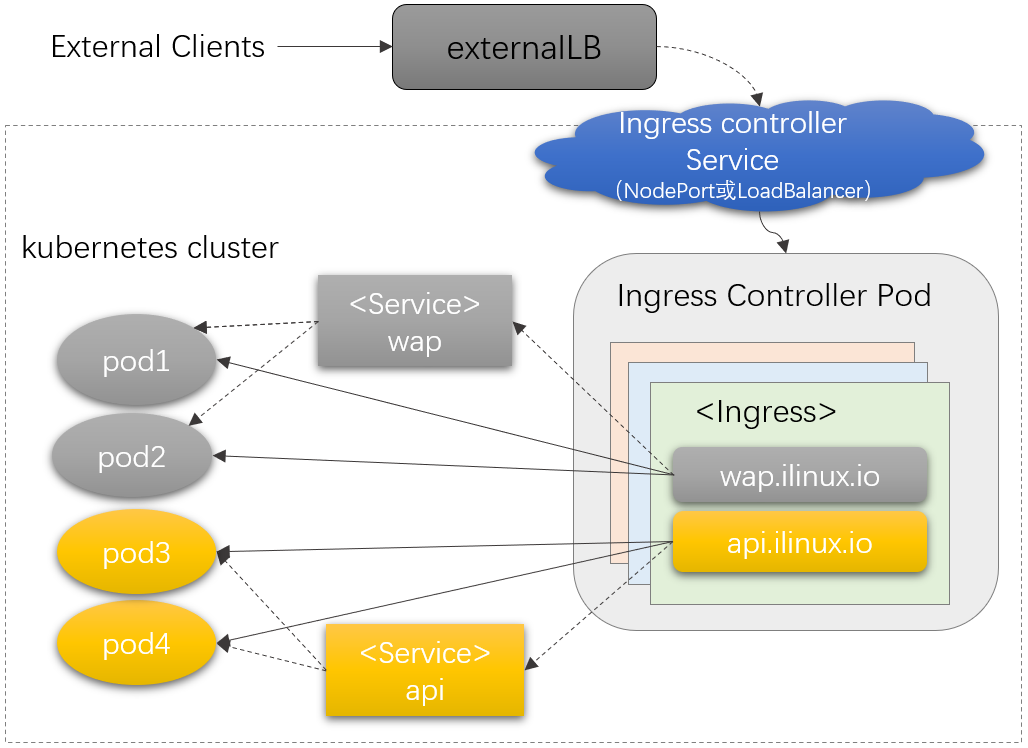 External Clients
externalLB
Ingress controller
Service
（NodePort或LoadBalancer）
kubernetes cluster
<Service>
wap
Ingress Controller Pod
pod1
<Ingress>
pod2
wap.ilinux.io
pod3
api.ilinux.io
pod4
<Service>
api